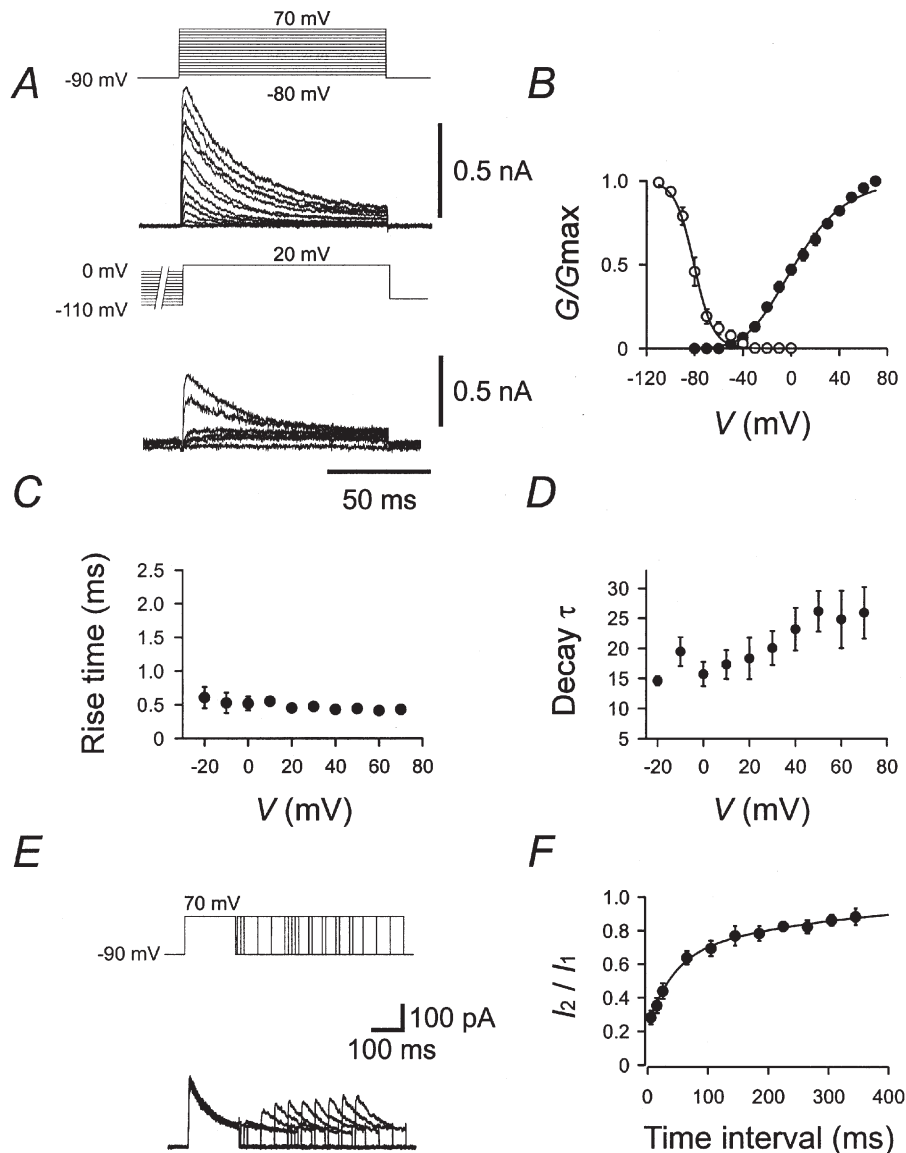 A
70 mV
-90 mV
-80 mV
0.5 nA
20 mV
0 mV
-110 mV
0.5 nA
50 ms
B
G/Gmax
1.0
0.5
0
-120 -80 -40 0 40 80
V (mV)
C
Rise time (ms)
2.5
2.0
1.5
1.0
0.5
0
-20 0 20 40 60 80
V (mV)
D
Decay τ
30
25
20
15
10
5
-20 0 20 40 60 80
V (mV)
E
70 mV
-90 mV
100 pA
100 ms
F
I2 / I1
1.0
0.8
0.6
0.4
0.2
0
0 100 200 300 400
Time interval (ms)